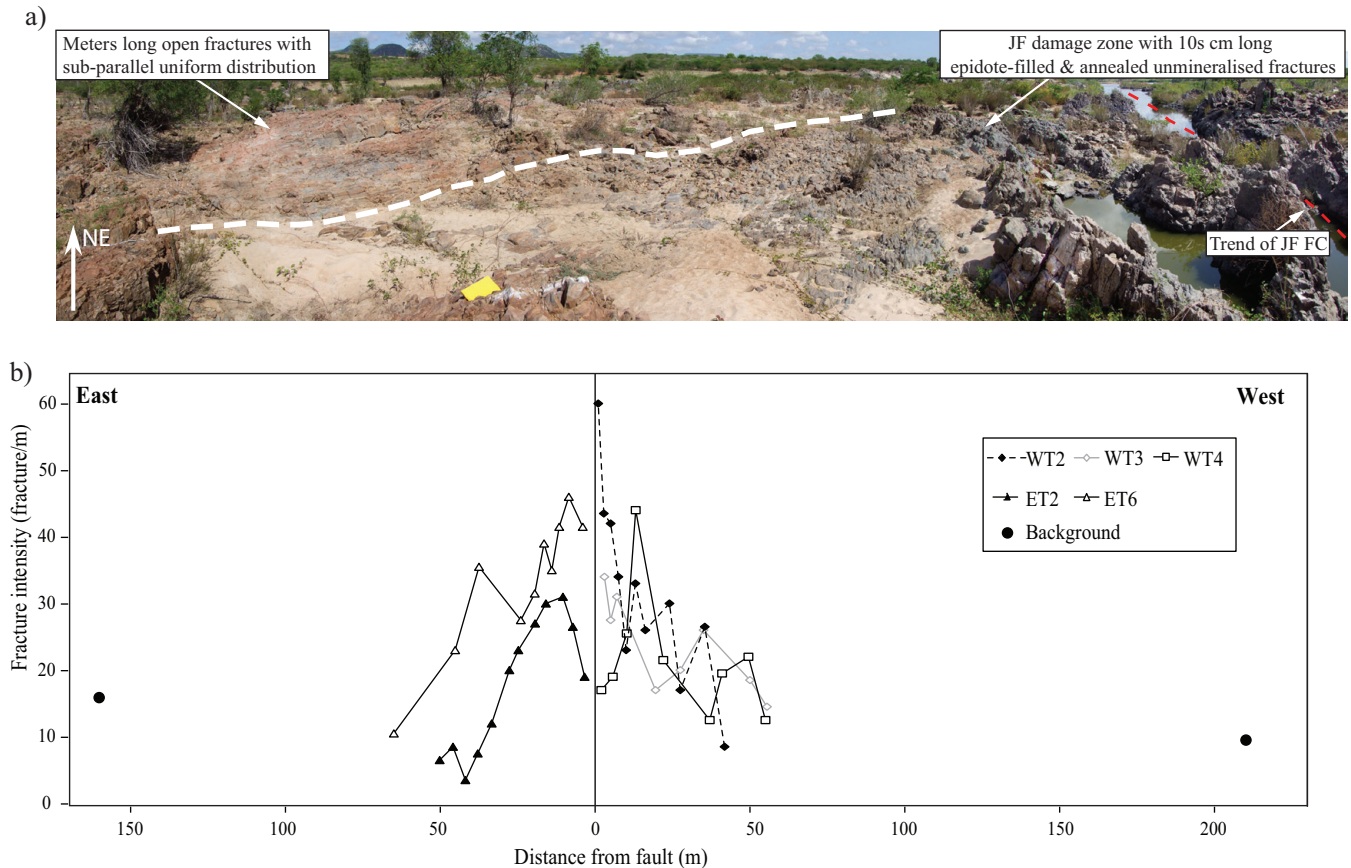 a)
Meters long open fractures with
sub-parallel uniform distribution
JF damage zone with 10s cm long
epidote-filled & annealed unmineralised fractures
NE
Trend of JF FC
b)
East
West
Fracture intensity (fracture/m)
60
50
40
30
20
10
0
WT2 WT3 WT4
ET2 ET6
Background
150 100 50 0 50 100 150 200
Distance from fault (m)